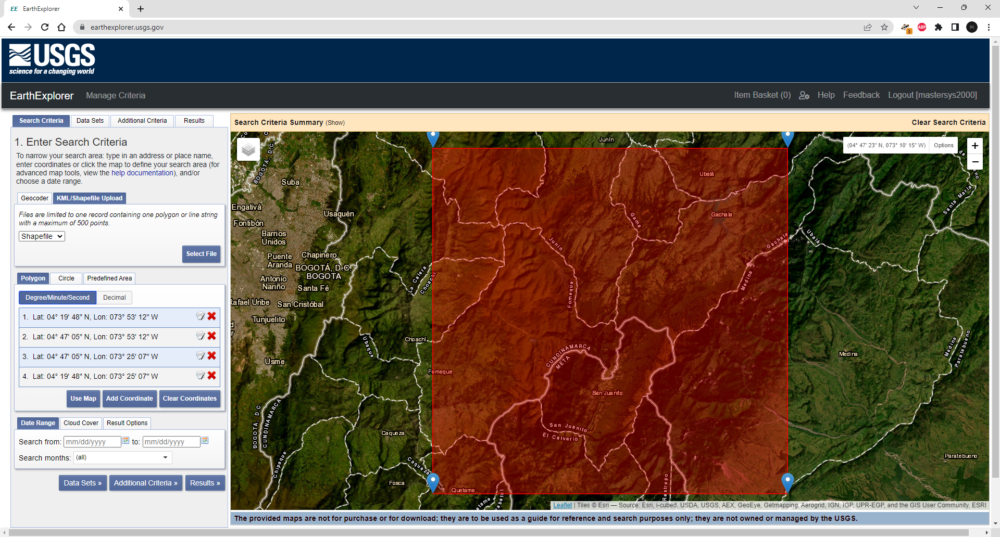 EE EarthExplorer
earthexplorer.usgs.gov
3
ABP
USGS
science for a changing world
EarthExplorer
Manage Criteria
Item Basket (0)
Help
Feedback
Logout [mastersys2000]
Search Criteria
Data Sets
Additional Criteria
Results
1. Enter Search Criteria
To narrow your search area: type in an address or place name,
enter coordinates or click the map to define your search area (for
advanced map tools, view the help documentation), and/or
choose a date range.
Geocoder
KML/Shapefile Upload
Files are limited to one record containing one polygon or line string
with a maximum of 500 points.
Shapefile
Select File
Polygon
Circle
Predefined Area
Degree/Minute/Second
Decimal
1. Lat: 04° 19' 48" N, Lon: 073° 53' 12" W
2. Lat: 04° 47' 05" N, Lon: 073° 53' 12" W
3. Lat: 04° 47' 05" N, Lon: 073° 25' 07" W
4. Lat: 04° 19' 48" N, Lon: 073° 25' 07" W
Use Map
Add Coordinate
Clear Coordinates
Date Range
Cloud Cover
Result Options
Search from: mm/dd/yyyy to: mm/dd/yyyy
Search months: (all)
Data Sets »
Additional Criteria »
Results »
Search Criteria Summary (Show)
Clear Search Criteria
(04° 47' 23" N, 073° 10' 15" W)
Options
+
−
BOGOTÁ, D.C.
Suba
Engativá
Fontibón
Usaquén
Barrios
Unidos
Puente
Aranda
Chapinero
BOGOTÁ, D.C.
BOGOTA
Antonio
Nariño
Santa Fé
Rafael Uribe
San Cristóbal
Tunjuelito
Usme
La Calera
Choachí
Choachí
Ubaque
Fomeque
BOGOTÁ, D.C.
CUNDINAMARCA
Chipaque
Caqueza
Caqueza
Fosca
Quetame
Junín
Junín
Gama
Ubalá
Gachala
Gachala
Ubalá
Medina
Fomeque
CUNDINAMARCA
META
San Juanito
San Juanito
El Calvario
Restrepo
Santa María
Medina
Medina
Paratebueno
Paratebueno
Leaflet | Tiles © Esri — Source: Esri, i-cubed, USDA, USGS, AEX, GeoEye, Getmapping, Aerogrid, IGN, IGP, UPR-EGP, and the GIS User Community, ESRI
The provided maps are not for purchase or for download; they are to be used as a guide for reference and search purposes only; they are not owned or managed by the USGS.